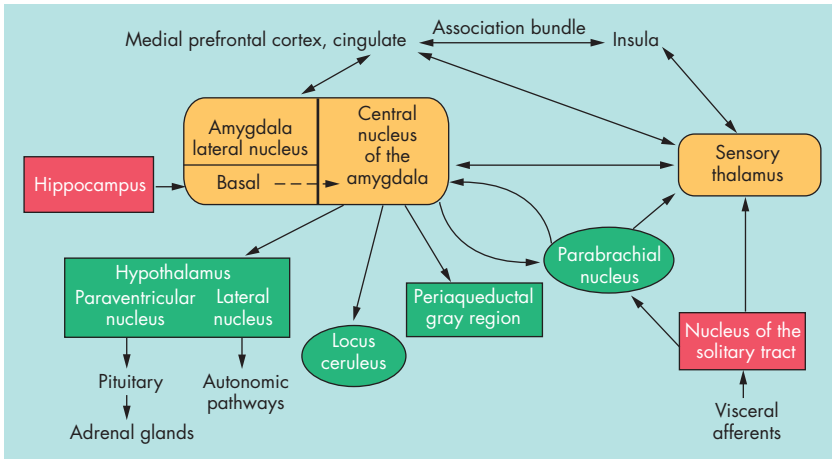 Association bundle
Medial prefrontal cortex, cingulate
Insula
Amygdala
lateral nucleus
Basal
Central
nucleus
of the
amygdala
Sensory
thalamus
Hippocampus
Parabrachial
nucleus
Hypothalamus
Paraventricular
nucleus
Lateral
nucleus
Periaqueductal
gray region
Locus
ceruleus
Nucleus of the
solitary tract
Pituitary
Autonomic
pathways
Adrenal glands
Visceral
afferents